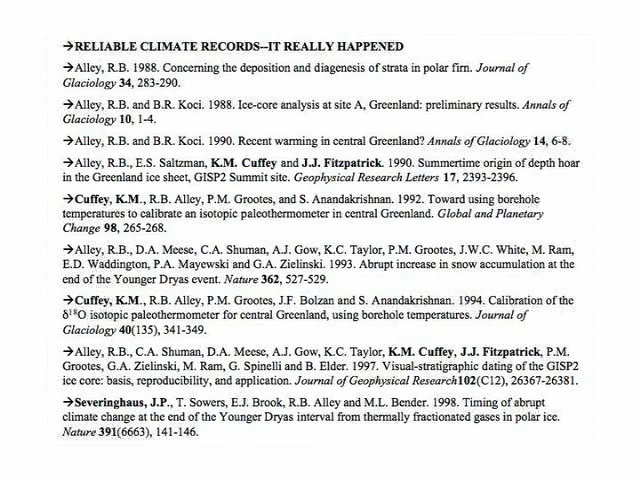 →RELIABLE CLIMATE RECORDS--IT REALLY HAPPENED
→Alley, R.B. 1988. Concerning the deposition and diagenesis of strata in polar firn. Journal of
Glaciology 34, 283-290.
→Alley, R.B. and B.R. Koci. 1988. Ice-core analysis at site A, Greenland: preliminary results. Annals of
Glaciology 10, 1-4.
→Alley, R.B. and B.R. Koci. 1990. Recent warming in central Greenland? Annals of Glaciology 14, 6-8.
→Alley, R.B., E.S. Saltzman, K.M. Cuffey and J.J. Fitzpatrick. 1990. Summertime origin of depth hoar
in the Greenland ice sheet, GISP2 Summit site. Geophysical Research Letters 17, 2393-2396.
→Cuffey, K.M., R.B. Alley, P.M. Grootes, and S. Anandakrishnan. 1992. Toward using borehole
temperatures to calibrate an isotopic paleothermometer in central Greenland. Global and Planetary
Change 98, 265-268.
→Alley, R.B., D.A. Meese, C.A. Shuman, A.J. Gow, K.C. Taylor, P.M. Grootes, J.W.C. White, M. Ram,
E.D. Waddington, P.A. Mayewski and G.A. Zielinski. 1993. Abrupt increase in snow accumulation at the
end of the Younger Dryas event. Nature 362, 527-529.
→Cuffey, K.M., R.B. Alley, P.M. Grootes, J.F. Bolzan and S. Anandakrishnan. 1994. Calibration of the
δ¹⁸O isotopic paleothermometer for central Greenland, using borehole temperatures. Journal of
Glaciology 40(135), 341-349.
→Alley, R.B., C.A. Shuman, D.A. Meese, A.J. Gow, K.C. Taylor, K.M. Cuffey, J.J. Fitzpatrick, P.M.
Grootes, G.A. Zielinski, M. Ram, G. Spinelli and B. Elder. 1997. Visual-stratigraphic dating of the GISP2
ice core: basis, reproducibility, and application. Journal of Geophysical Research102(C12), 26367-26381.
→Severinghaus, J.P., T. Sowers, E.J. Brook, R.B. Alley and M.L. Bender. 1998. Timing of abrupt
climate change at the end of the Younger Dryas interval from thermally fractionated gases in polar ice.
Nature 391(6663), 141-146.